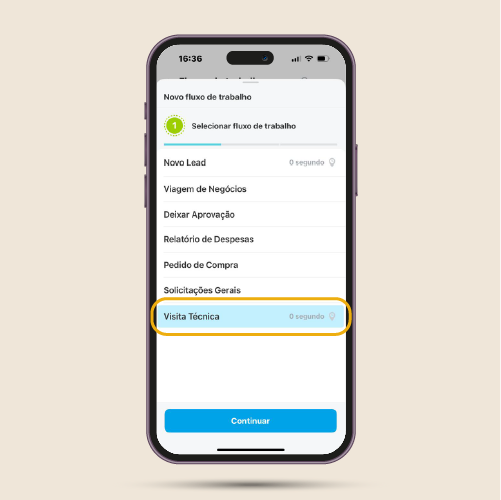 16:36
Novo fluxo de trabalho
1 Selecionar fluxo de trabalho
Novo Lead 0 segundo
Viagem de Negócios
Deixar Aprovação
Relatório de Despesas
Pedido de Compra
Solicitações Gerais
Visita Técnica 0 segundo
Continuar